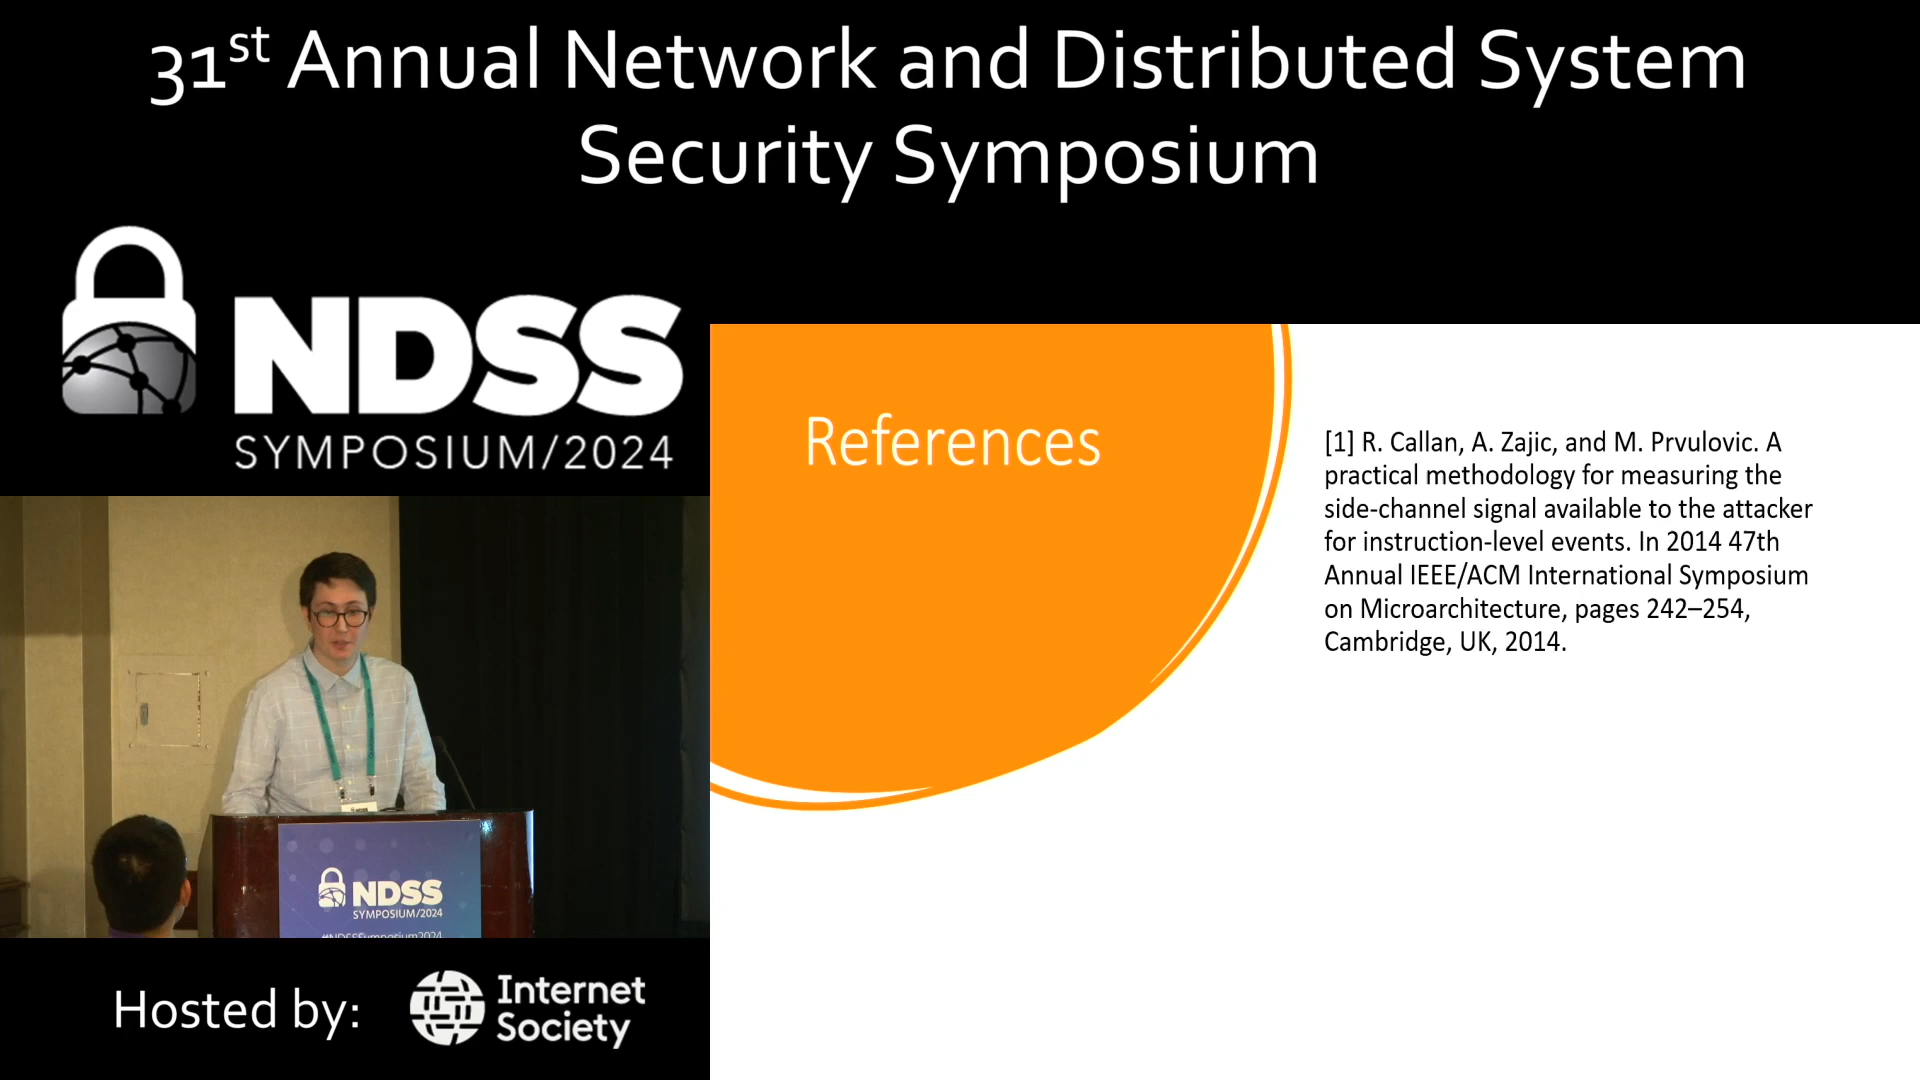 31st Annual Network and Distributed System
Security Symposium
NDSS
SYMPOSIUM/2024
References
[1] R. Callan, A. Zajic, and M. Prvulovic. A
practical methodology for measuring the
side-channel signal available to the attacker
for instruction-level events. In 2014 47th
Annual IEEE/ACM International Symposium
on Microarchitecture, pages 242–254,
Cambridge, UK, 2014.
NDSS
SYMPOSIUM/2024
#NDSSSymposium2024
Hosted by:
Internet
Society